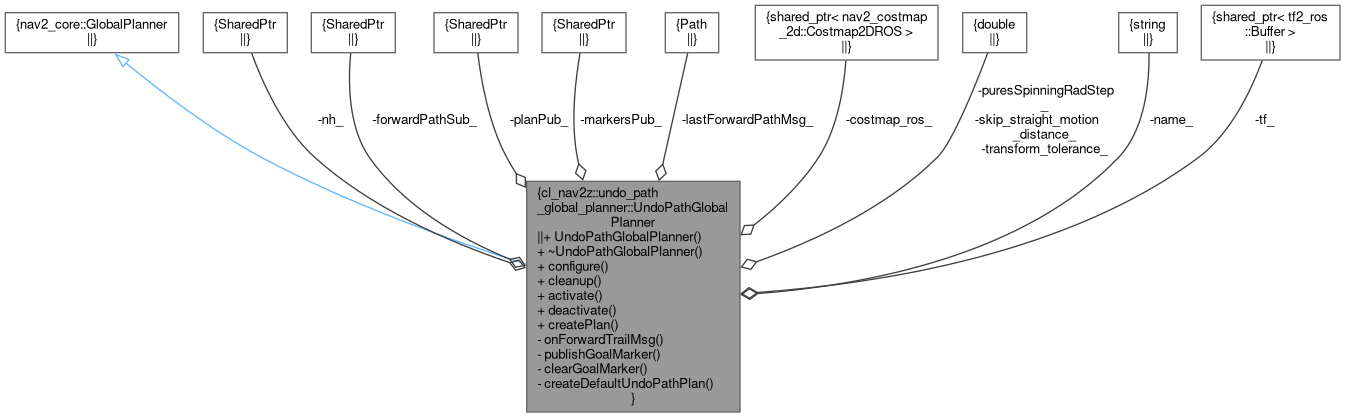 {nav2_core::GlobalPlanner
||}
{SharedPtr
||}
{SharedPtr
||}
{SharedPtr
||}
{SharedPtr
||}
{Path
||}
{shared_ptr< nav2_costmap
_2d::Costmap2DROS >
||}
{double
||}
{string
||}
{shared_ptr< tf2_ros
::Buffer >
||}
-nh_
-forwardPathSub_
-planPub_
-markersPub_
-lastForwardPathMsg_
-costmap_ros_
-puresSpinningRadStep
_
-skip_straight_motion
_distance_
-transform_tolerance_
-name_
-tf_
{cl_nav2z::undo_path
_global_planner::UndoPathGlobal
Planner
||+ UndoPathGlobalPlanner()
+ ~UndoPathGlobalPlanner()
+ configure()
+ cleanup()
+ activate()
+ deactivate()
+ createPlan()
- onForwardTrailMsg()
- publishGoalMarker()
- clearGoalMarker()
- createDefaultUndoPathPlan()
}